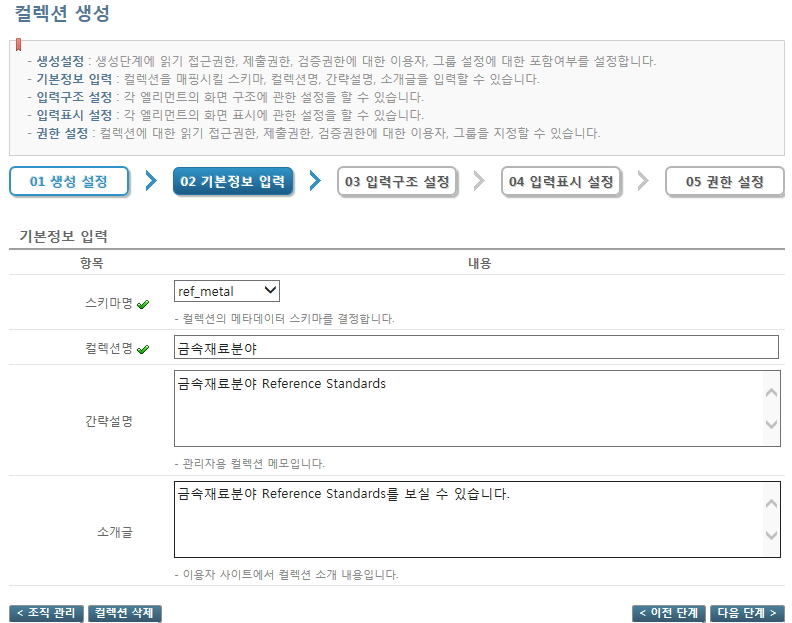 컬렉션 생성
- 생성설정 : 생성단계에 읽기 접근권한, 제출권한, 검증권한에 대한 이용자, 그룹 설정에 대한 포함여부를 설정합니다.
- 기본정보 입력 : 컬렉션을 매핑시킬 스키마, 컬렉션명, 간략설명, 소개글을 입력할 수 있습니다.
- 입력구조 설정 : 각 엘리먼트의 화면 구조에 관한 설정을 할 수 있습니다.
- 입력표시 설정 : 각 엘리먼트의 화면 표시에 관한 설정을 할 수 있습니다.
- 권한 설정 : 컬렉션에 대한 읽기 접근권한, 제출권한, 검증권한에 대한 이용자, 그룹을 지정할 수 있습니다.
01 생성 설정 02 기본정보 입력 03 입력구조 설정 04 입력표시 설정 05 권한 설정
기본정보 입력
항목 내용
스키마명 ref_metal
- 컬렉션의 메타데이터 스키마를 결정합니다.
컬렉션명 금속재료분야
간략설명 금속재료분야 Reference Standards
- 관리자용 컬렉션 메모입니다.
소개글 금속재료분야 Reference Standards를 보실 수 있습니다.
- 이용자 사이트에서 컬렉션 소개 내용입니다.
< 조직 관리 컬렉션 삭제 < 이전 단계 다음 단계 >